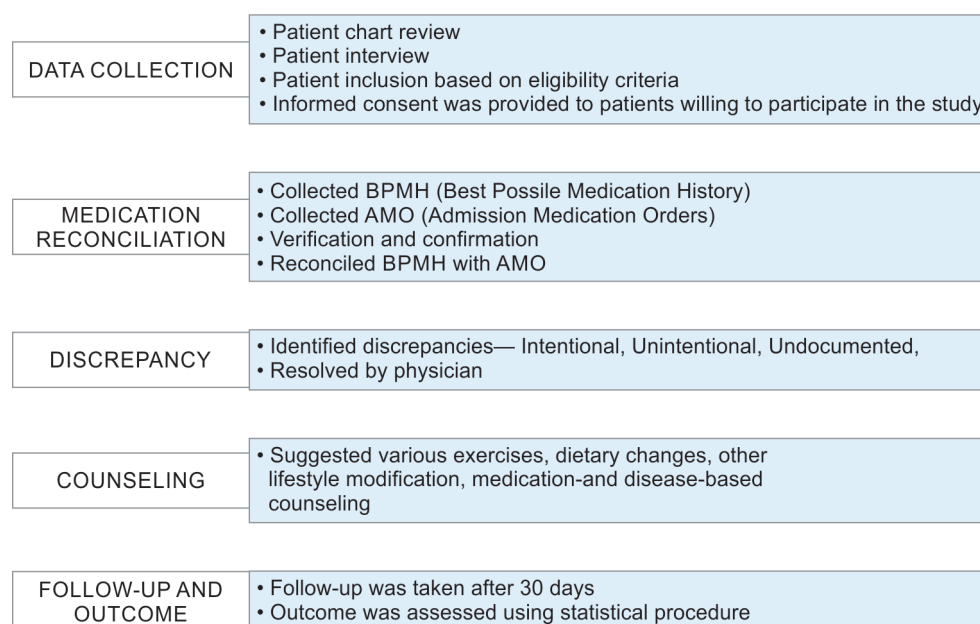 DATA COLLECTION
• Patient chart review
• Patient interview
• Patient inclusion based on eligibility criteria
• Informed consent was provided to patients willing to participate in the study
MEDICATION
RECONCILIATION
• Collected BPMH (Best Possile Medication History)
• Collected AMO (Admission Medication Orders)
• Verification and confirmation
• Reconciled BPMH with AMO
DISCREPANCY
• Identified discrepancies— Intentional, Unintentional, Undocumented,
• Resolved by physician
COUNSELING
• Suggested various exercises, dietary changes, other
lifestyle modification, medication-and disease-based
counseling
FOLLOW-UP AND
OUTCOME
• Follow-up was taken after 30 days
• Outcome was assessed using statistical procedure